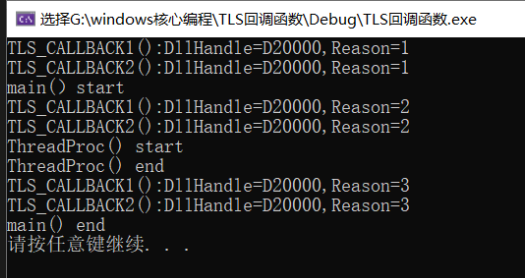 选择G:\windows核心编程\TLS回调函数\Debug\TLS回调函数.exe
TLS_CALLBACK1():DllHandle=D20000,Reason=1
TLS_CALLBACK2():DllHandle=D20000,Reason=1
main() start
TLS_CALLBACK1():DllHandle=D20000,Reason=2
TLS_CALLBACK2():DllHandle=D20000,Reason=2
ThreadProc() start
ThreadProc() end
TLS_CALLBACK1():DllHandle=D20000,Reason=3
TLS_CALLBACK2():DllHandle=D20000,Reason=3
main() end
请按任意键继续. . .